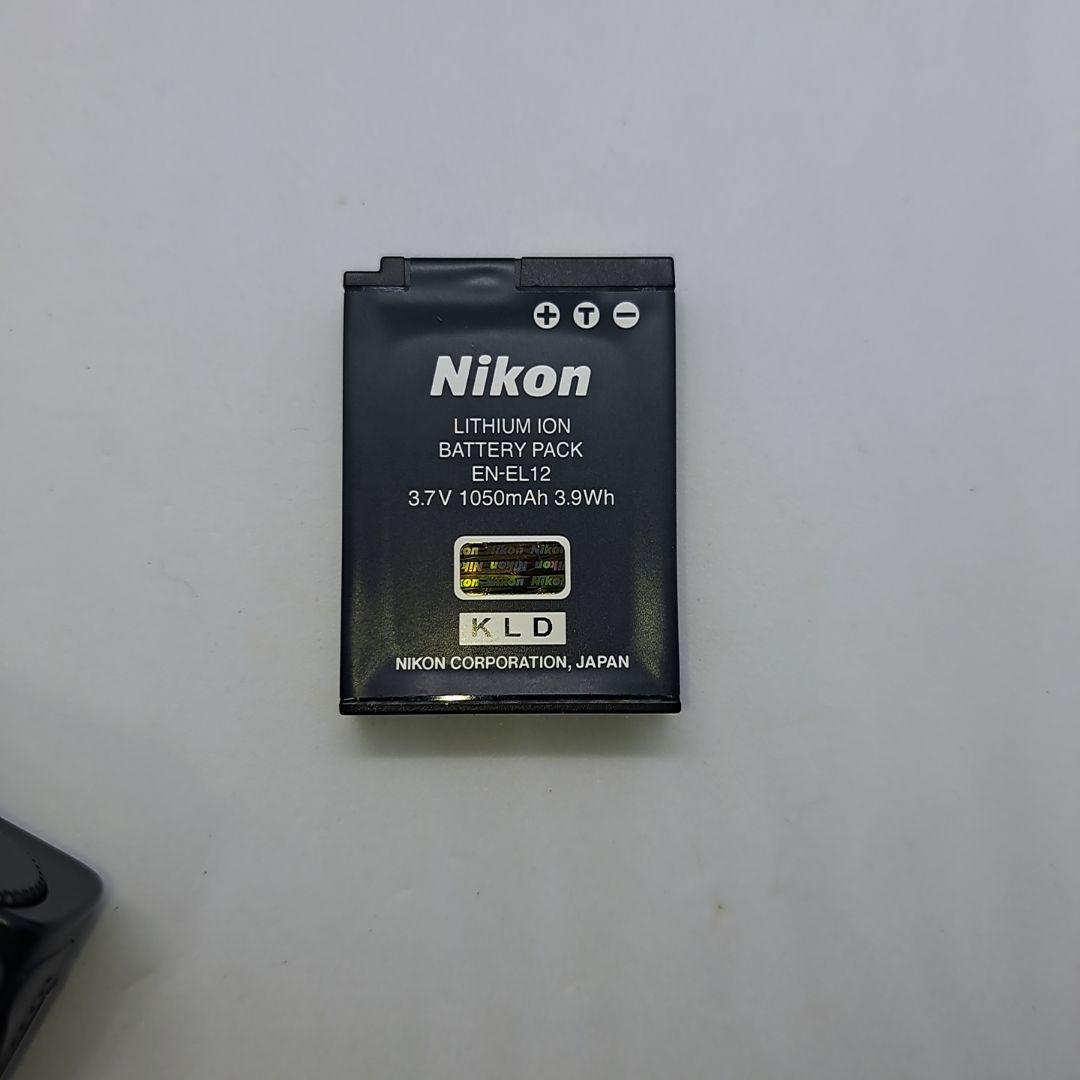 + T −
Nikon
LITHIUM ION
BATTERY PACK
EN-EL12
3.7V 1050mAh 3.9Wh
Nikon Nikon
Nikon Nikon
Nikon Nikon
KLD
NIKON CORPORATION, JAPAN